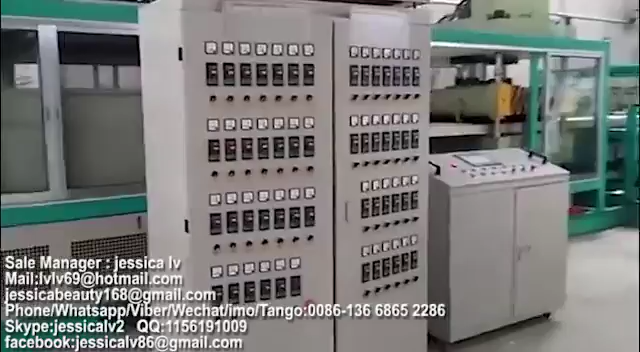 Sale Manager : jessica lv
Mail:lvlv69@hotmail.com
jessicabeauty168@gmail.com
Phone/Whatsapp/Viber/Wechat/imo/Tango:0086-136 6865 2286
Skype:jessicalv2 QQ:1156191009
facebook:jessicalv86@gmail.com